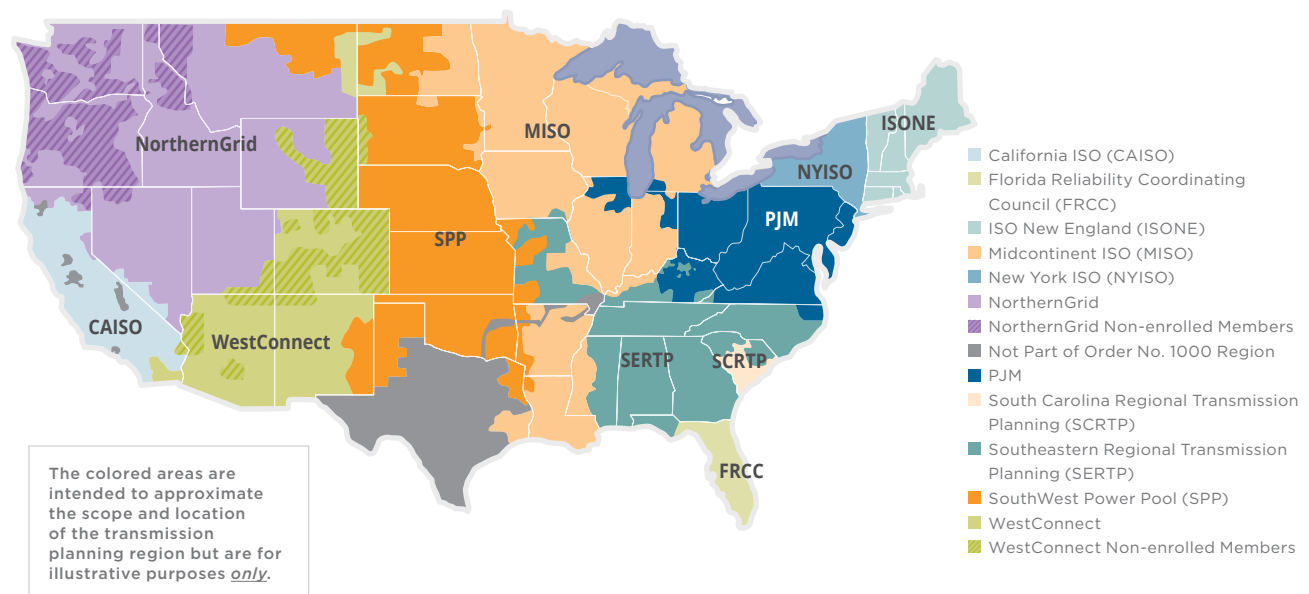 NorthernGrid
MISO
ISONE
NYISO
PJM
SPP
CAISO
WestConnect
SERTP
SCRTP
FRCC
The colored areas are
intended to approximate
the scope and location
of the transmission
planning region but are for
illustrative purposes only.
California ISO (CAISO)
Florida Reliability Coordinating
Council (FRCC)
ISO New England (ISONE)
Midcontinent ISO (MISO)
New York ISO (NYISO)
NorthernGrid
NorthernGrid Non-enrolled Members
Not Part of Order No. 1000 Region
PJM
South Carolina Regional Transmission
Planning (SCRTP)
Southeastern Regional Transmission
Planning (SERTP)
SouthWest Power Pool (SPP)
WestConnect
WestConnect Non-enrolled Members